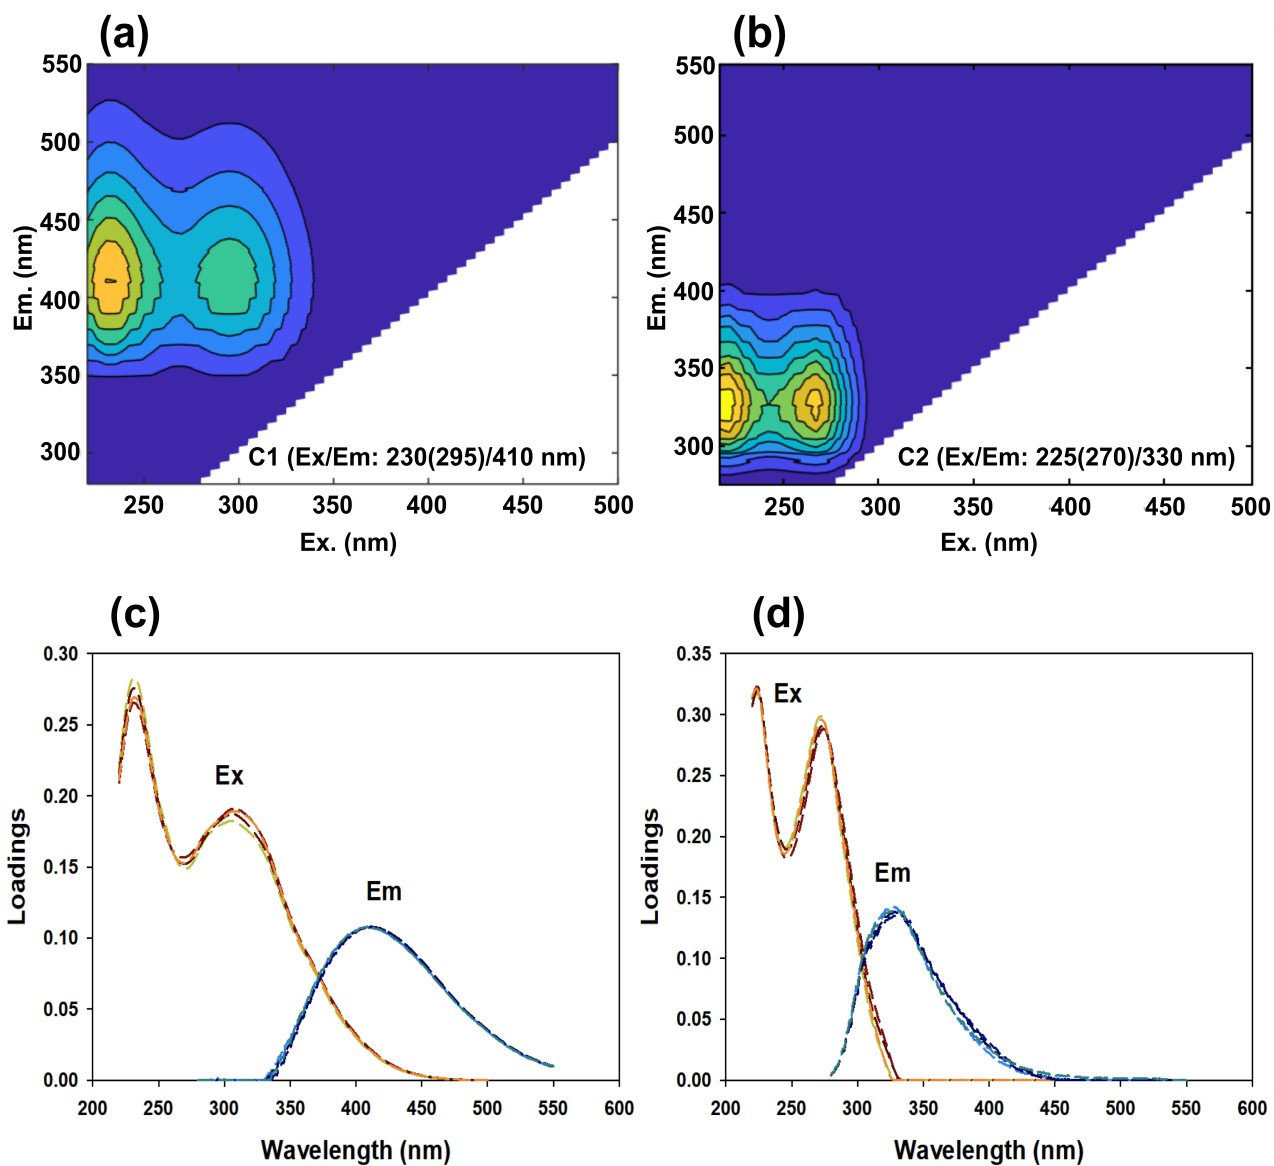 (a)
550
500
450
400
350
300
Em. (nm)
C1 (Ex/Em: 230(295)/410 nm)
250 300 350 400 450 500
Ex. (nm)
(b)
550
500
450
400
350
300
Em. (nm)
C2 (Ex/Em: 225(270)/330 nm)
250 300 350 400 450 500
Ex. (nm)
(c)
0.30
0.25
0.20
0.15
0.10
0.05
0.00
Loadings
Ex
Em
200 250 300 350 400 450 500 550 600
Wavelength (nm)
(d)
0.35
0.30
0.25
0.20
0.15
0.10
0.05
0.00
Loadings
Ex
Em
200 250 300 350 400 450 500 550 600
Wavelength (nm)